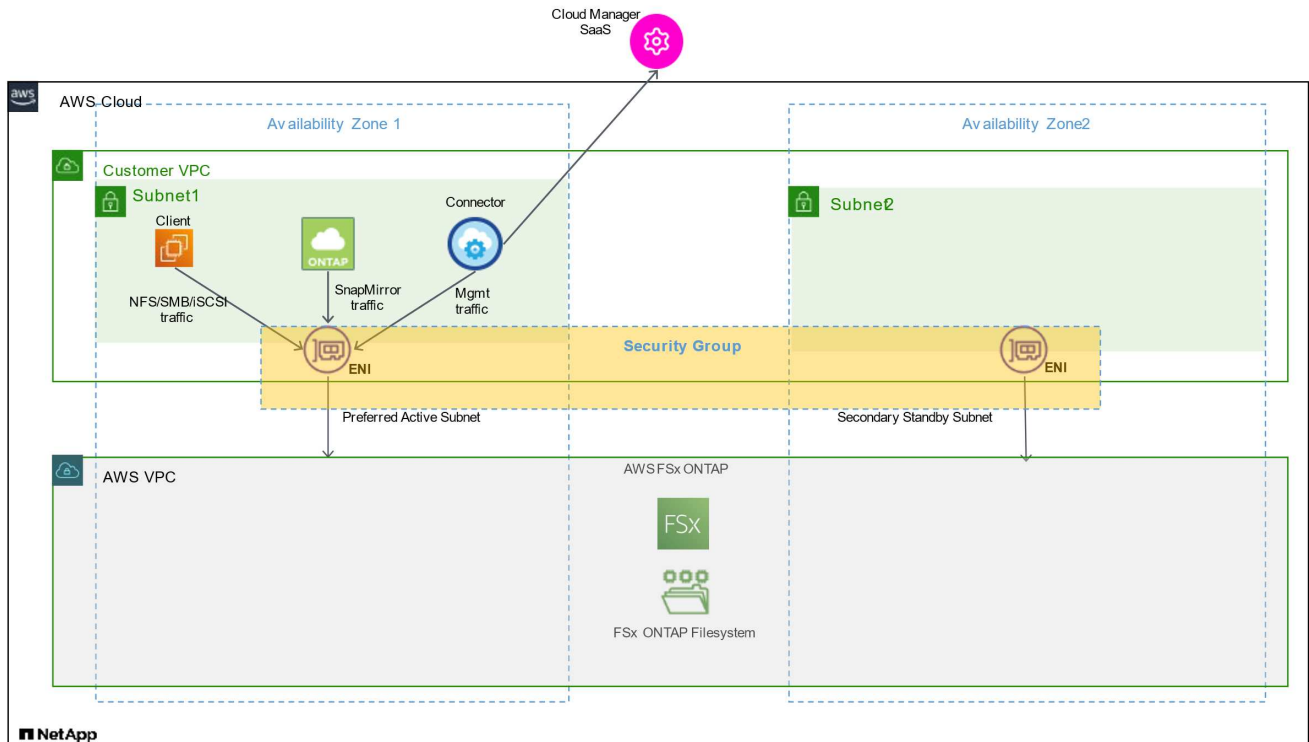 Cloud Manager
SaaS
aws
AWS Cloud
Availability Zone 1
Availability Zone2
Customer VPC
Subnet1
Subnet2
Client
Connector
ONTAP
NFS/SMB/iSCSI
traffic
SnapMirror
traffic
Mgmt
traffic
Security Group
ENI
ENI
Preferred Active Subnet
Secondary Standby Subnet
AWS VPC
AWS FSx ONTAP
FSx
FSx ONTAP Filesystem
NetApp